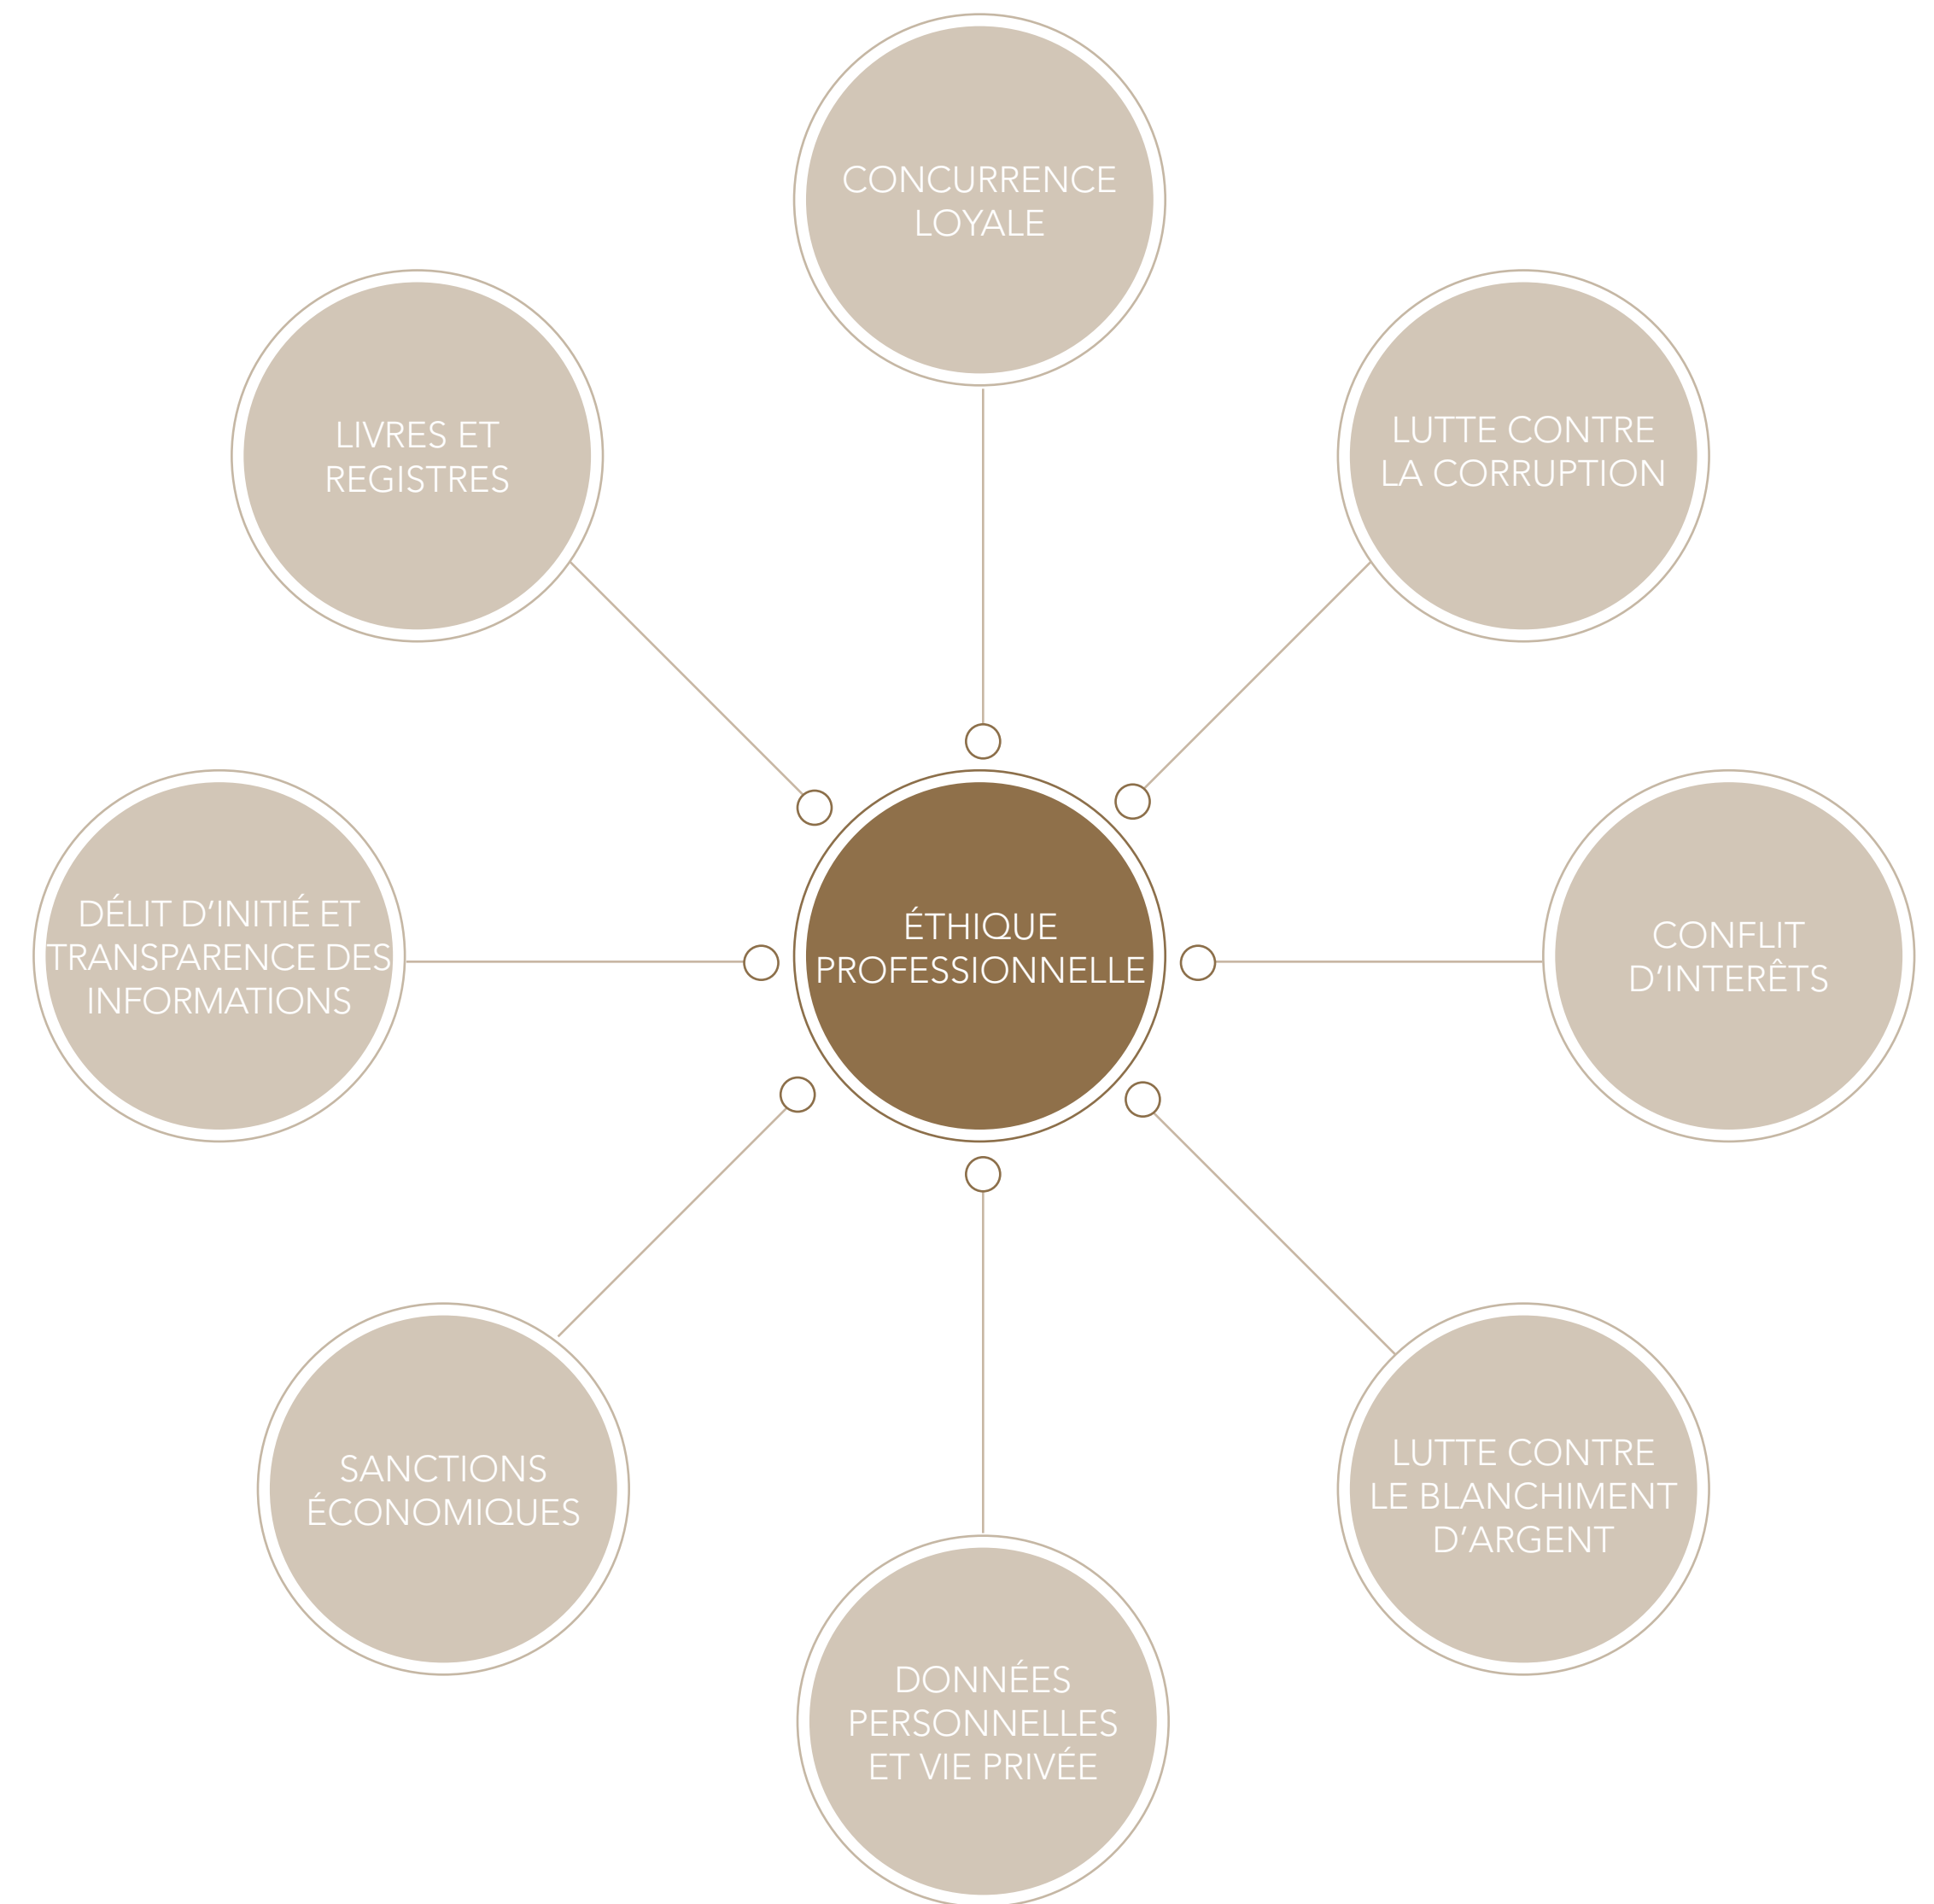 CONCURRENCE
LOYALE
LIVRES ET
REGISTRES
LUTTE CONTRE
LA CORRUPTION
DÉLIT D'INITIÉ ET
TRANSPARENCE DES
INFORMATIONS
ÉTHIQUE
PROFESSIONNELLE
CONFLIT
D'INTERÊTS
SANCTIONS
ÉCONOMIQUES
LUTTE CONTRE
LE BLANCHIMENT
D'ARGENT
DONNÉES
PERSONNELLES
ET VIE PRIVÉE